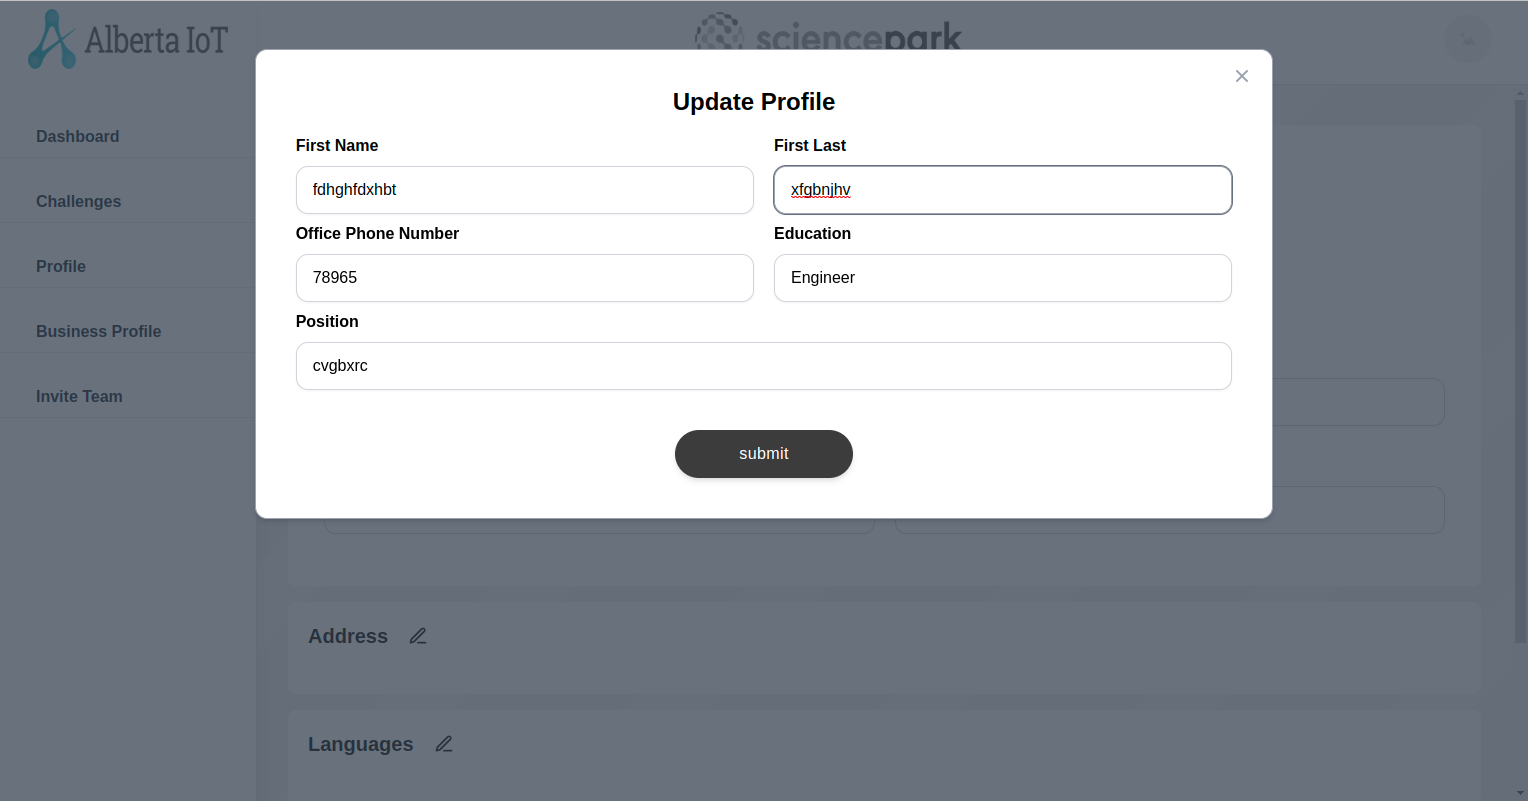 Alberta IoT
sciencepark
Update Profile
First Name
First Last
fdhghfdxhbt
xfgbnjhv
Office Phone Number
Education
78965
Engineer
Position
cvgbxrc
submit
Dashboard
Challenges
Profile
Business Profile
Invite Team
Address
Languages